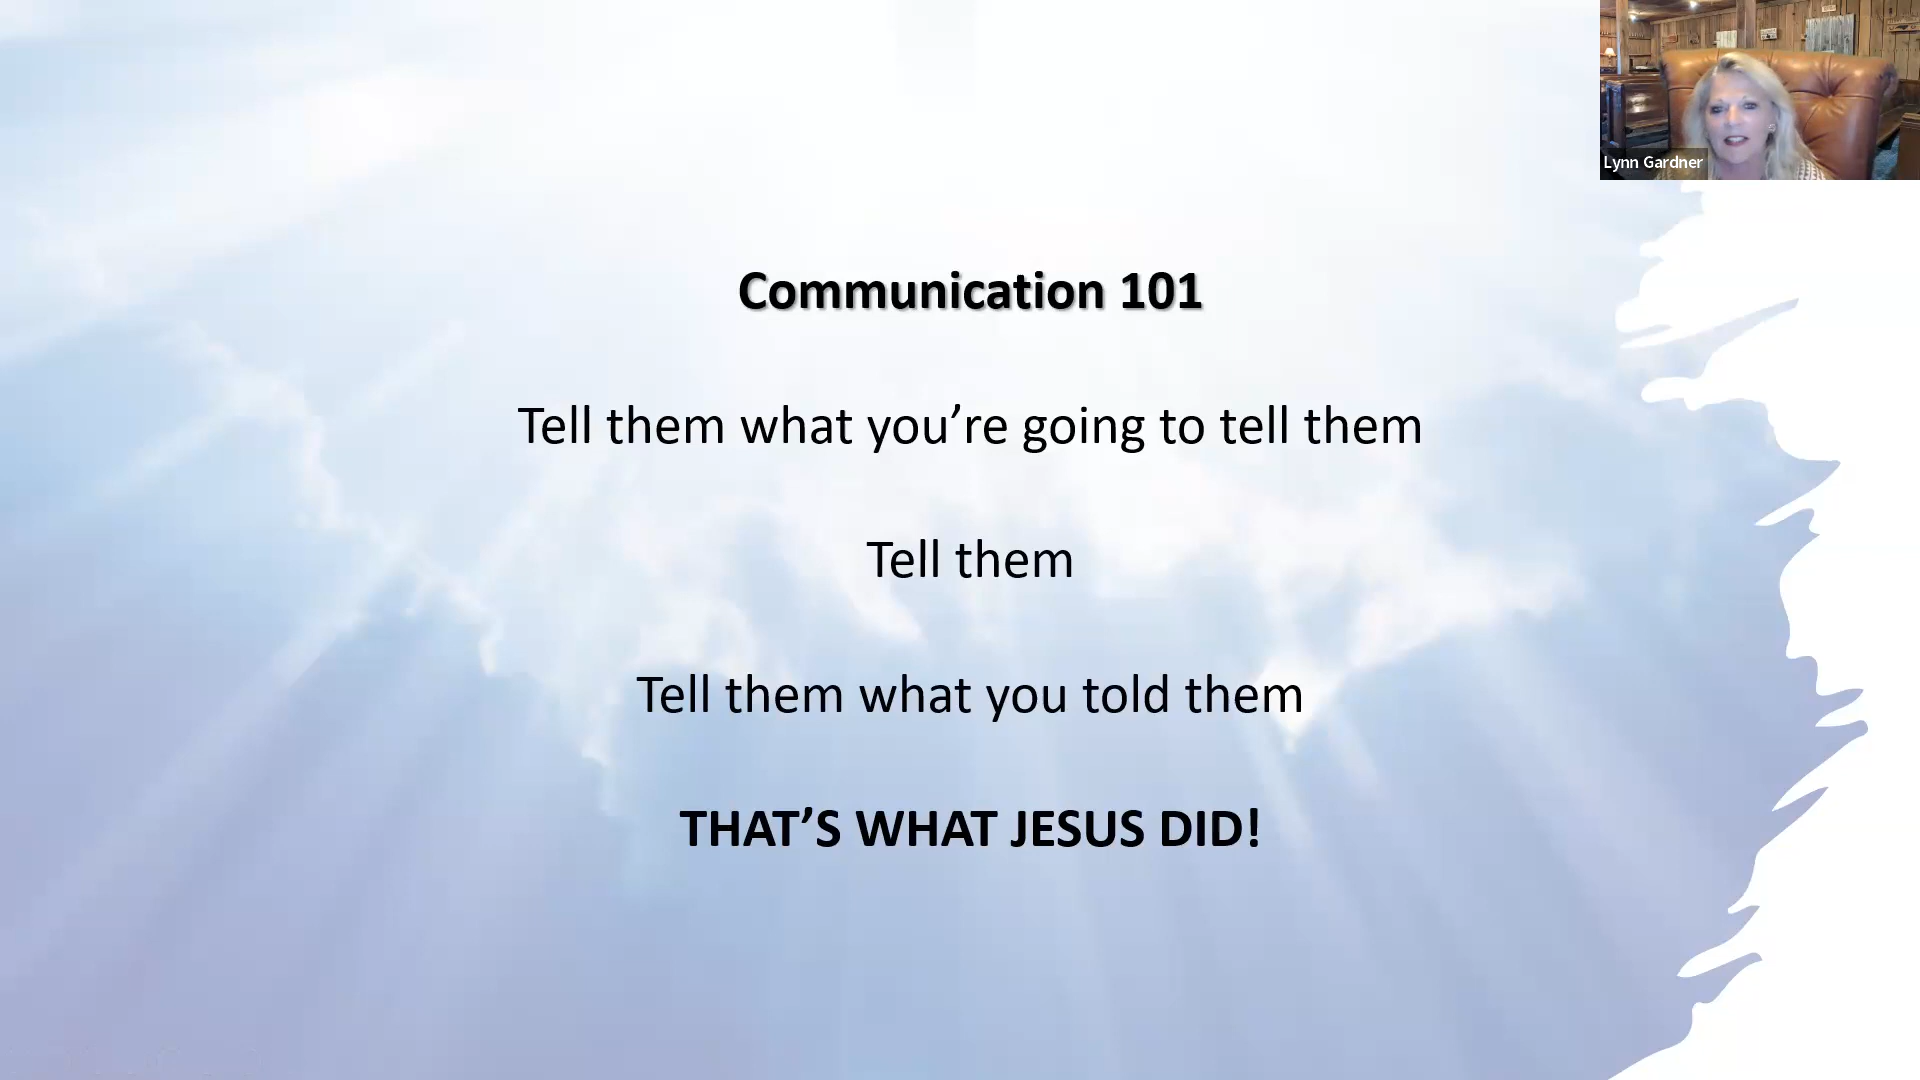 Lynn Gardner
Communication 101
Tell them what you’re going to tell them
Tell them
Tell them what you told them
THAT’S WHAT JESUS DID!